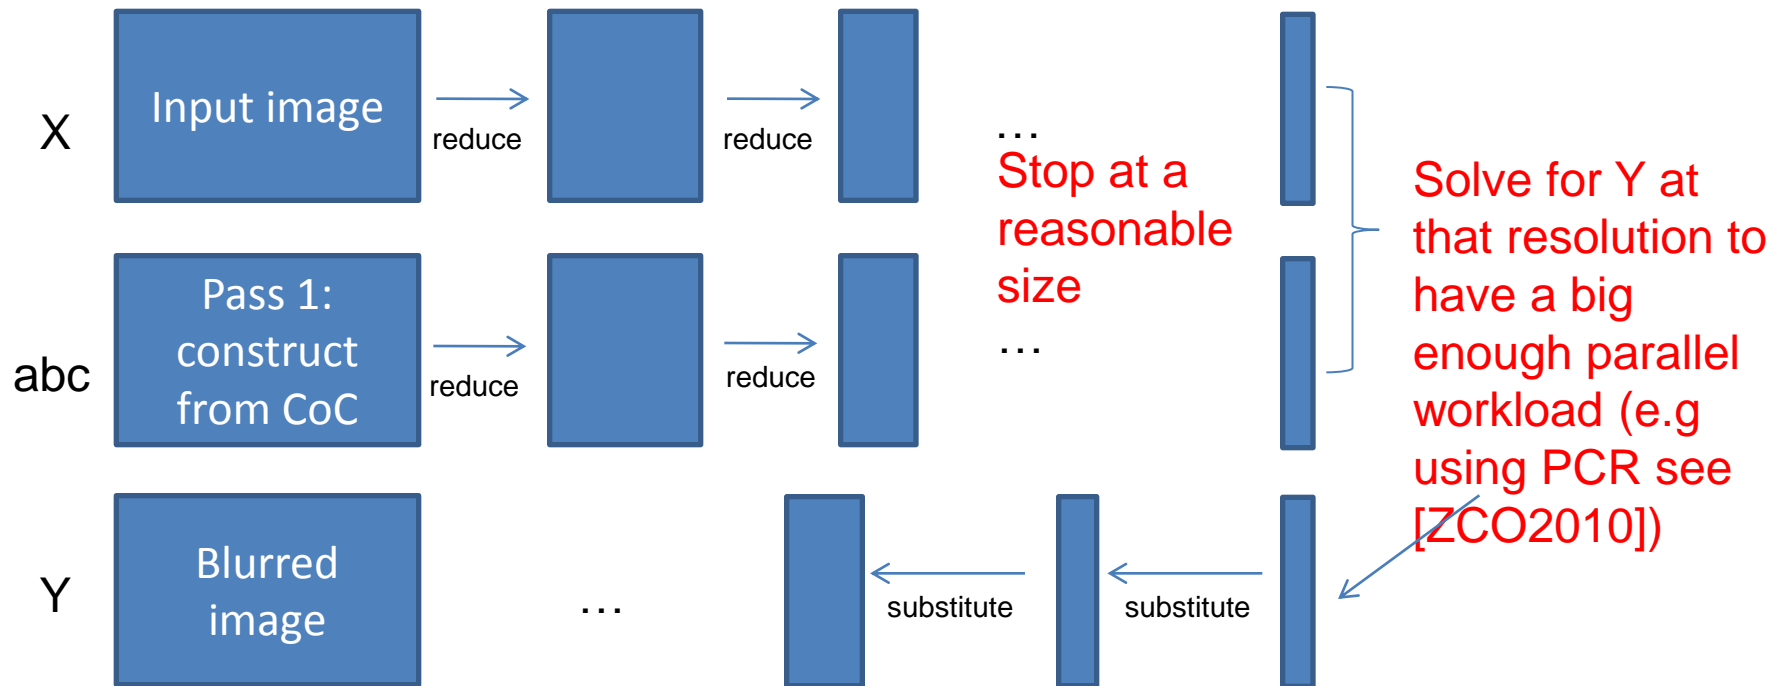 X
Input image
reduce
reduce
…
Stop at a
reasonable
size
Solve for Y at
that resolution to
have a big
enough parallel
workload (e.g
using PCR see
[ZCO2010])
abc
Pass 1:
construct
from CoC
reduce
reduce
…
Y
Blurred
image
…
substitute
substitute